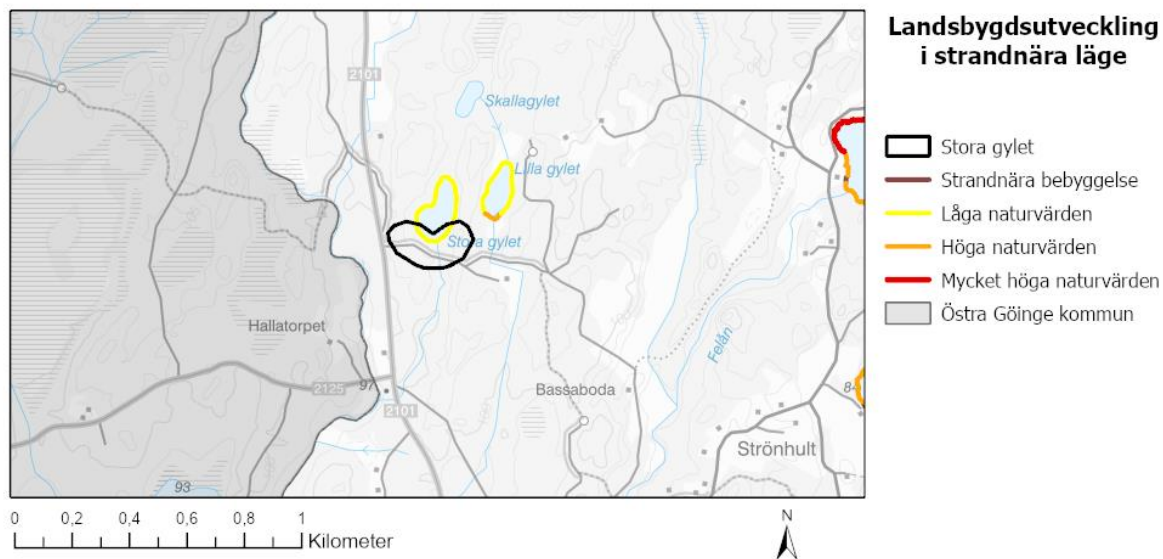 Landsbygdsutveckling
i strandnära läge
Stora gylet
Strandnära bebyggelse
Låga naturvärden
Höga naturvärden
Mycket höga naturvärden
Östra Göinge kommun
2101
Skallagylet
Lilla gylet
Stora gylet
Hallatorpet
2125
97
2101
Bassaboda
Felån
84
Strönhult
93
0 0,2 0,4 0,6 0,8 1
Kilometer
N